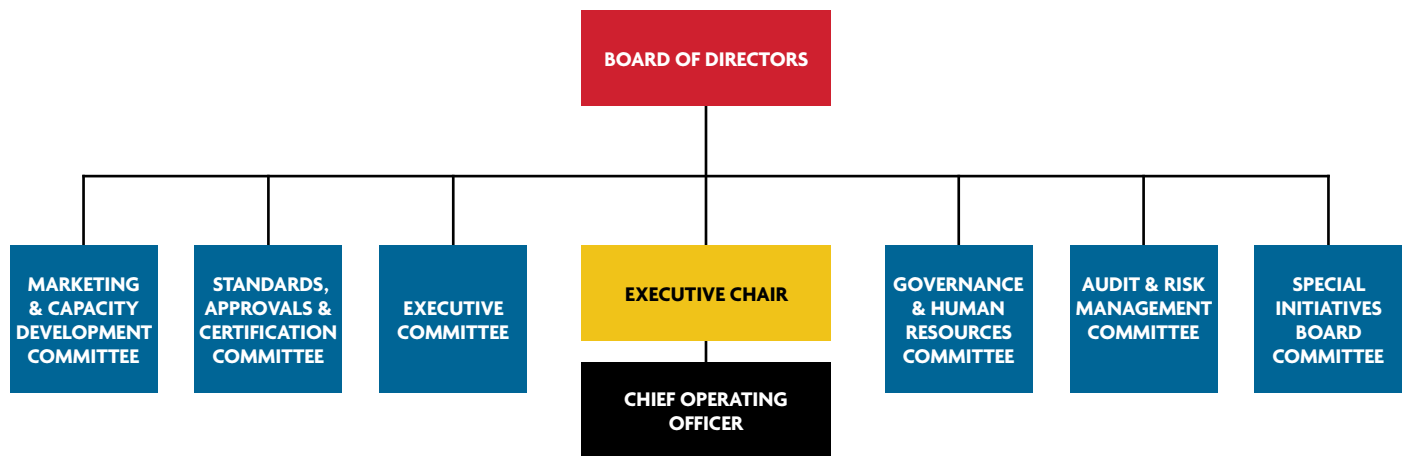 BOARD OF DIRECTORS
MARKETING
& CAPACITY
DEVELOPMENT
COMMITTEE
STANDARDS,
APPROVALS &
CERTIFICATION
COMMITTEE
EXECUTIVE
COMMITTEE
EXECUTIVE CHAIR
GOVERNANCE
& HUMAN
RESOURCES
COMMITTEE
AUDIT & RISK
MANAGEMENT
COMMITTEE
SPECIAL
INITIATIVES
BOARD
COMMITTEE
CHIEF OPERATING
OFFICER